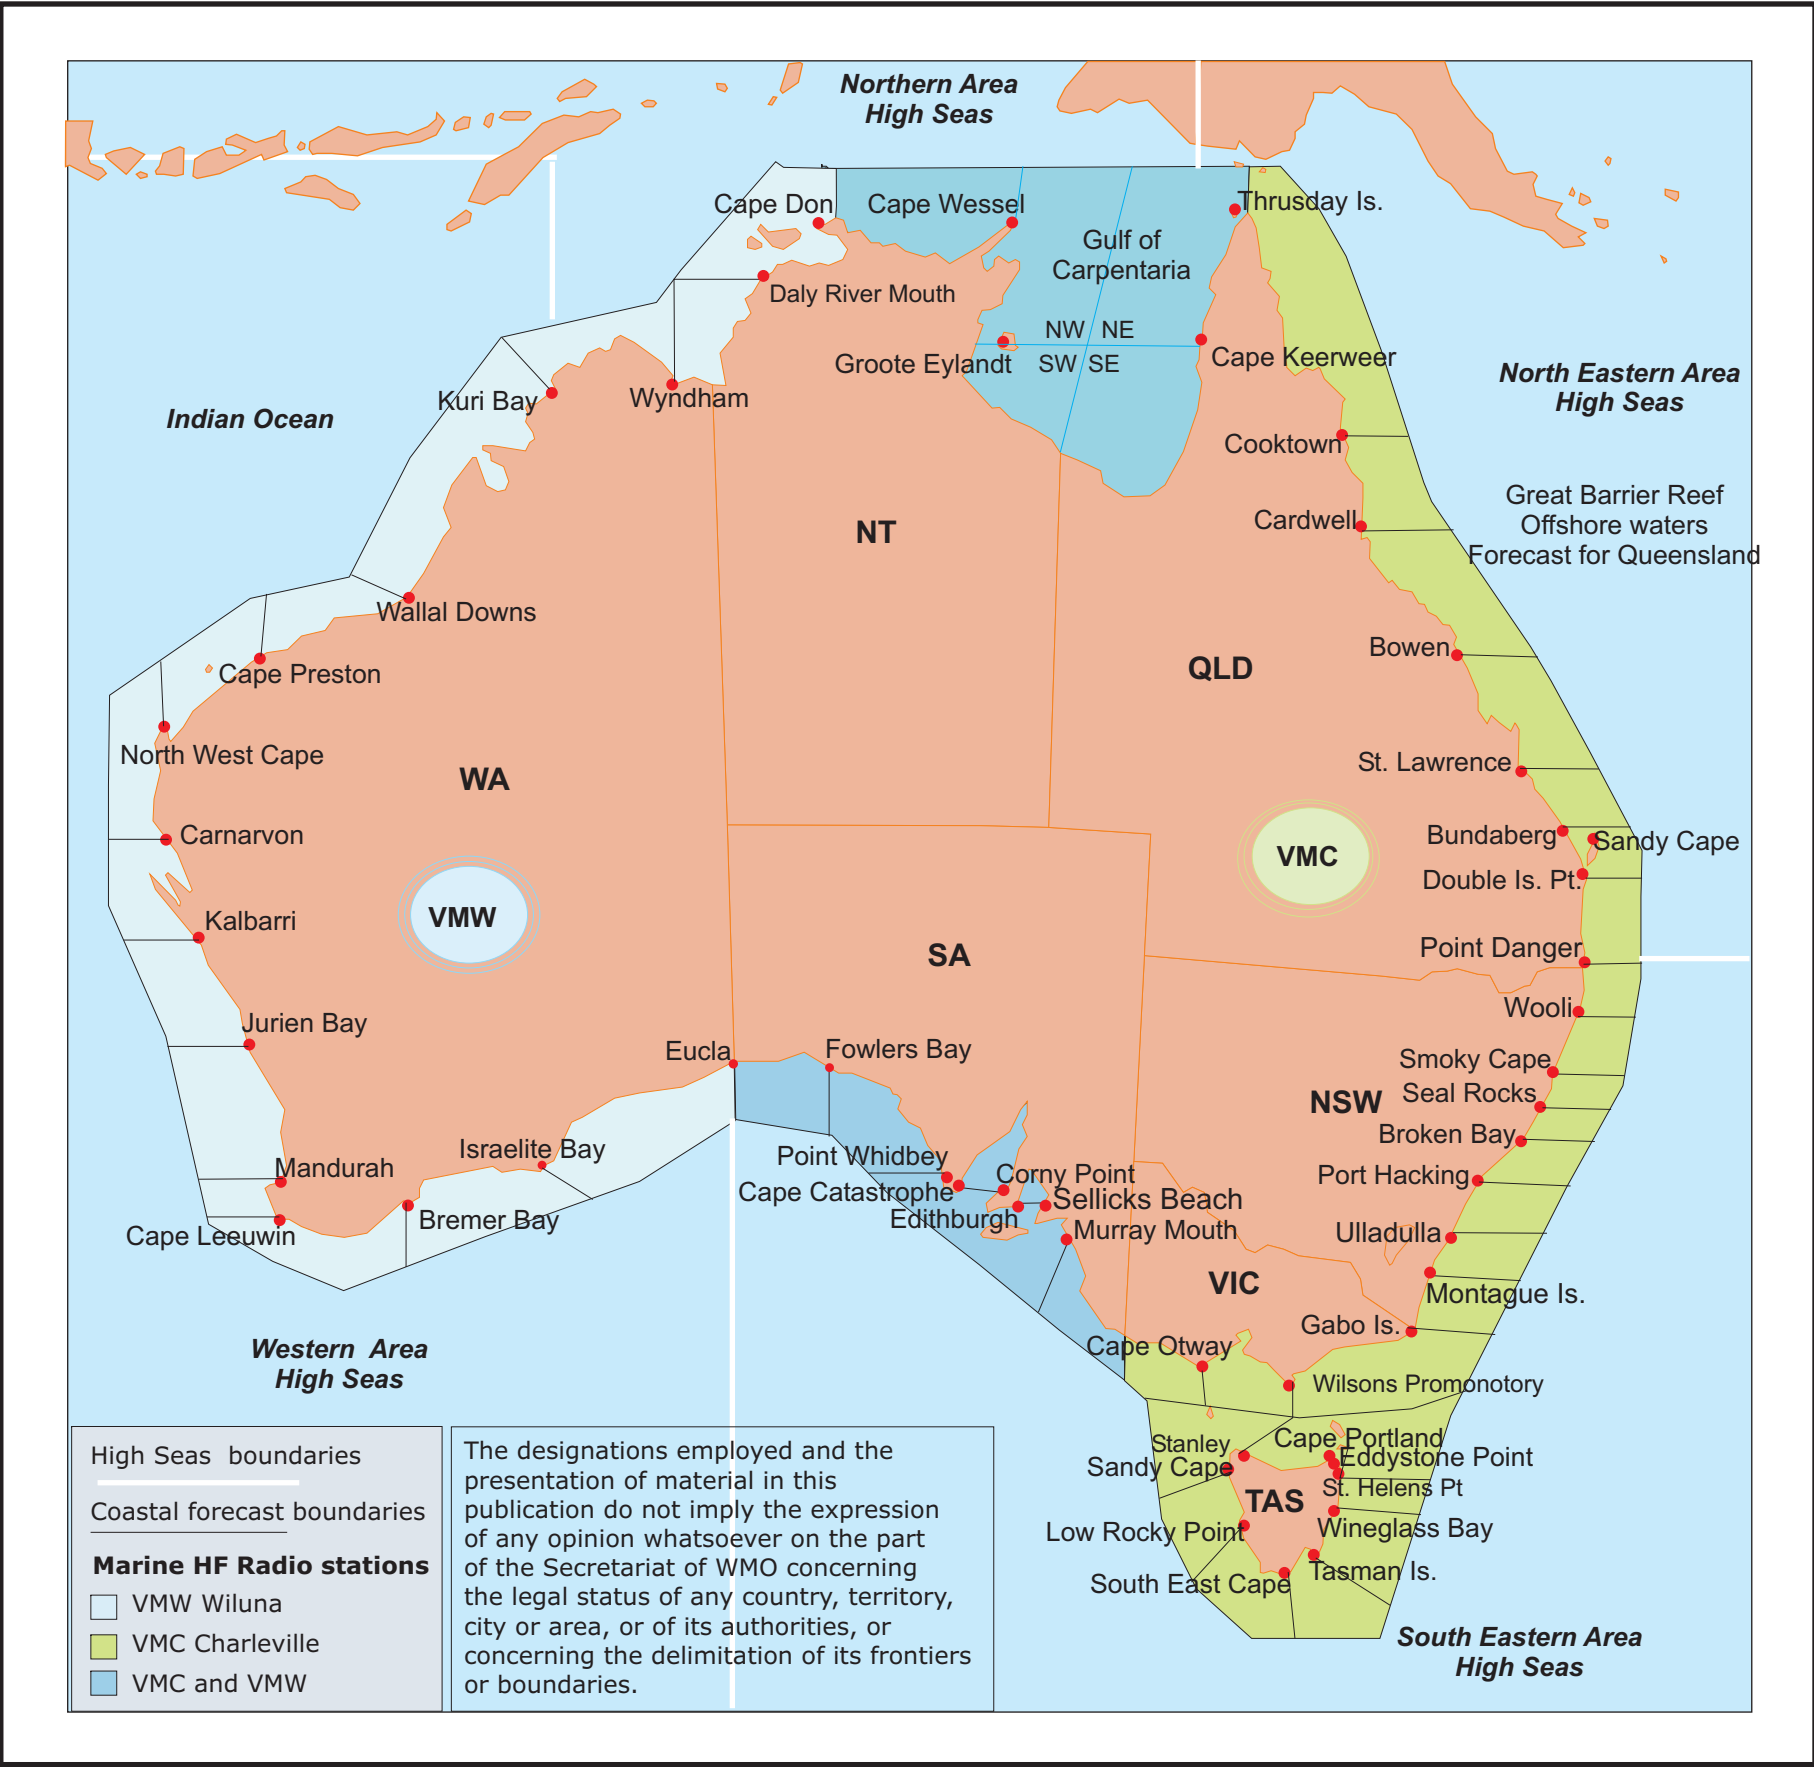 Northern Area
High Seas
Cape Don
Cape Wessel
Thrusday Is.
Gulf of
Carpentaria
Daly River Mouth
NW
NE
SW
SE
Groote Eylandt
Cape Keerweer
North Eastern Area
High Seas
Kuri Bay
Wyndham
Indian Ocean
Cooktown
Great Barrier Reef
Offshore waters
Forecast for Queensland
Cardwell
NT
Wallal Downs
Bowen
QLD
Cape Preston
North West Cape
WA
St. Lawrence
Carnarvon
Bundaberg
Sandy Cape
VMC
Double Is. Pt.
VMW
Kalbarri
SA
Point Danger
Wooli
Jurien Bay
Eucla
Fowlers Bay
Smoky Cape
Seal Rocks
NSW
Broken Bay
Israelite Bay
Point Whidbey
Mandurah
Corny Point
Port Hacking
Cape Catastrophe
Sellicks Beach
Edithburgh
Bremer Bay
Murray Mouth
Ulladulla
Cape Leeuwin
VIC
Montague Is.
Gabo Is.
Western Area
High Seas
Cape Otway
Wilsons Promonotory
Stanley
Cape Portland
Eddystone Point
Sandy Cape
St. Helens Pt
TAS
Wineglass Bay
Low Rocky Point
Tasman Is.
South East Cape
South Eastern Area
High Seas
High Seas boundaries
Coastal forecast boundaries
Marine HF Radio stations
VMW Wiluna
VMC Charleville
VMC and VMW
The designations employed and the
presentation of material in this
publication do not imply the expression
of any opinion whatsoever on the part
of the Secretariat of WMO concerning
the legal status of any country, territory,
city or area, or of its authorities, or
concerning the delimitation of its frontiers
or boundaries.